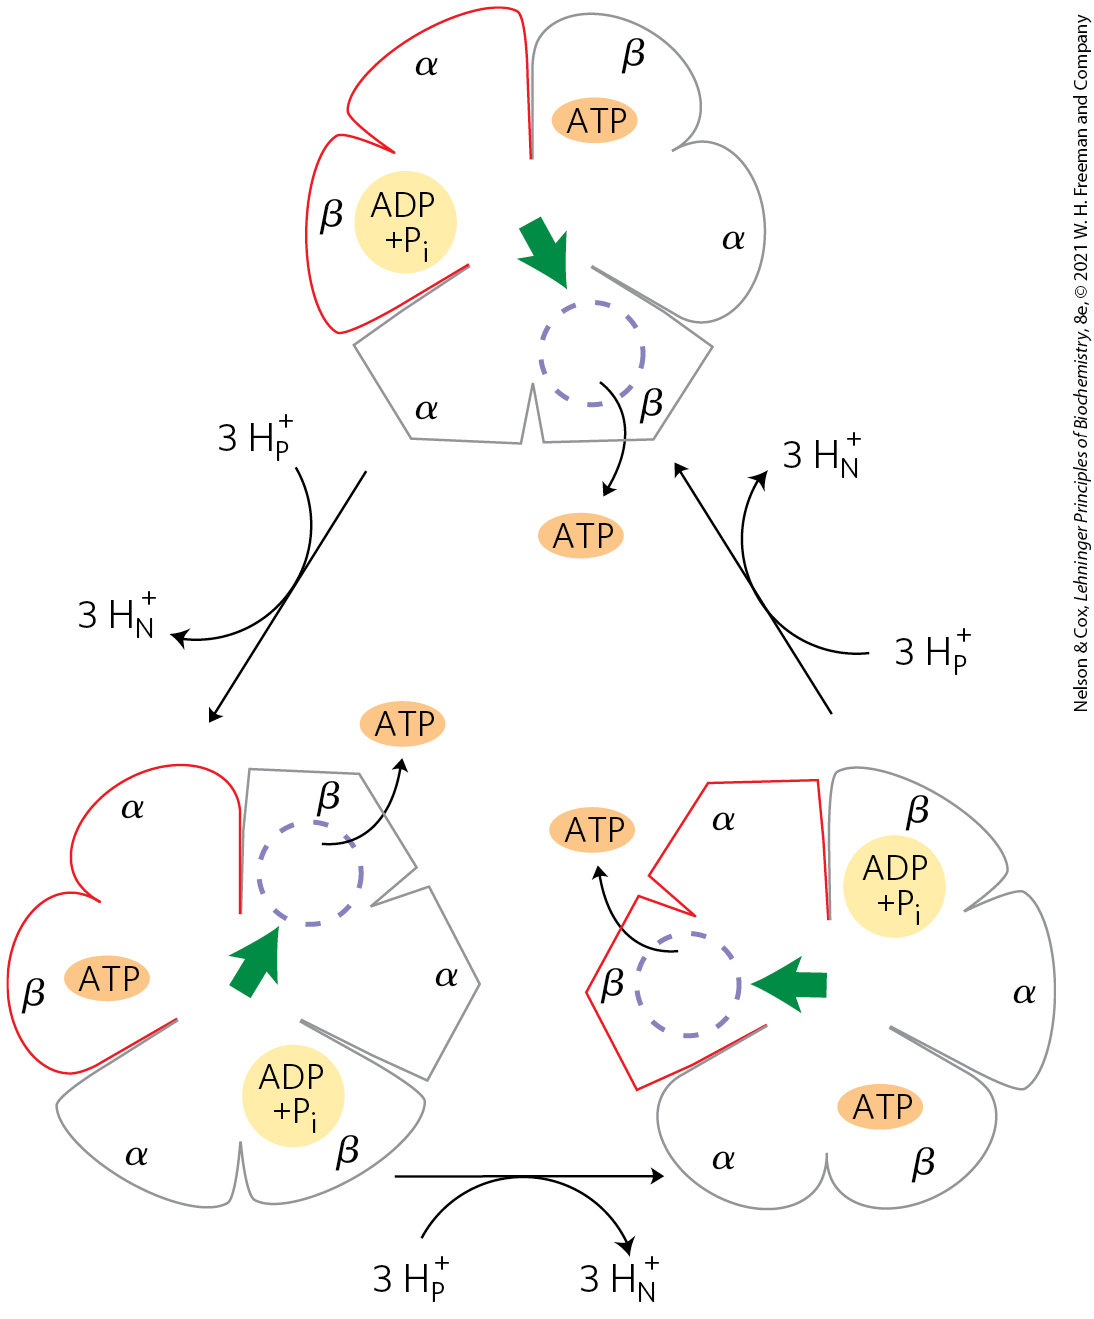 α
β
ATP
β
ADP
+Pi
α
α
β
ATP
3 H⁺P
3 H⁺N
3 H⁺N
3 H⁺P
ATP
α
β
β
ATP
α
ADP
+Pi
α
β
ATP
α
β
ADP
+Pi
β
α
ATP
α
β
3 H⁺P
3 H⁺N
Nelson & Cox, Lehninger Principles of Biochemistry, 8e, © 2021 W. H. Freeman and Company